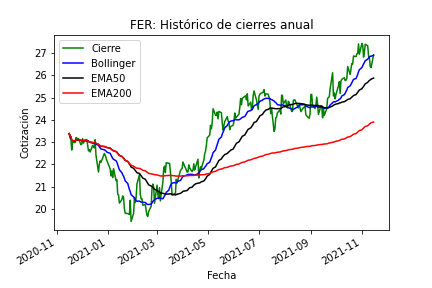 FER: Histórico de cierres anual
Cierre
Bollinger
EMA50
EMA200
Cotización
27
26
25
24
23
22
21
20
2020-11
2021-01
2021-03
2021-05
2021-07
2021-09
2021-11
Fecha